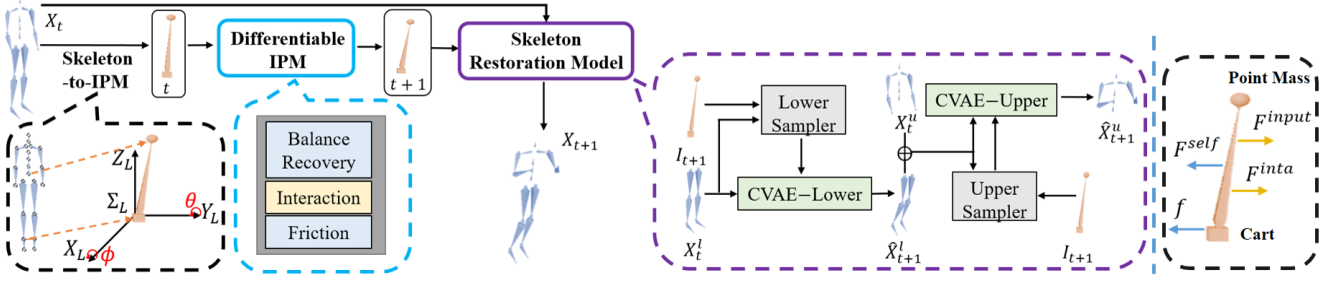 X_t
Skeleton
-to-IPM
t
Differentiable
IPM
t + 1
Skeleton
Restoration Model
X_{t+1}
Z_L
Σ_L
θ
Y_L
X_L
ϕ
Balance
Recovery
Interaction
Friction
I_{t+1}
X_t^l
Lower
Sampler
CVAE−Lower
X̂_{t+1}^l
X_t^u
CVAE−Upper
X̂_{t+1}^u
Upper
Sampler
I_{t+1}
Point Mass
F^{input}
F^{self}
F^{inta}
f
Cart